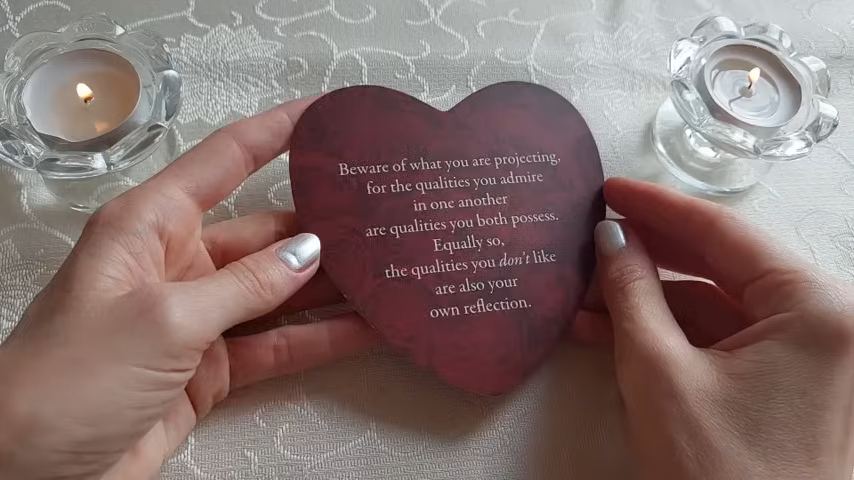 Beware of what you are projecting,
for the qualities you admire
in one another
are qualities you both possess.
Equally so,
the qualities you don't like
are also your
own reflection.